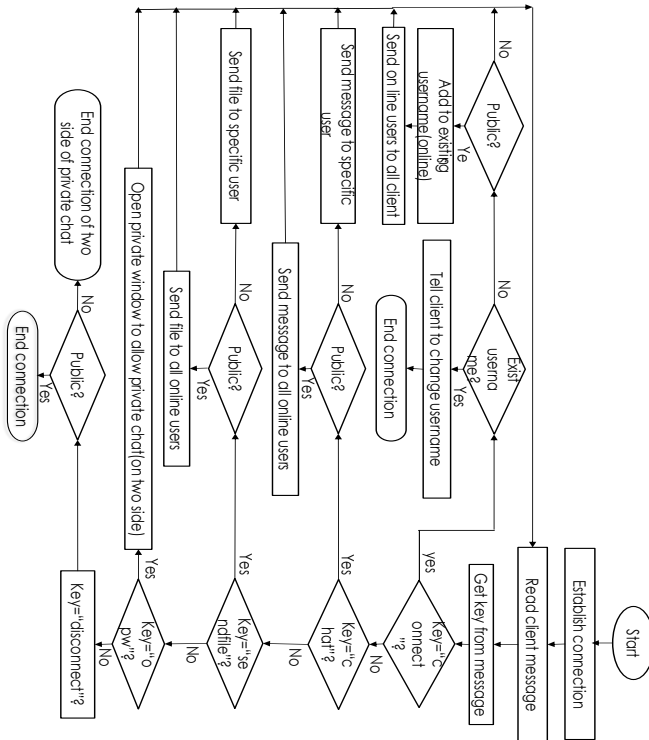 Start
Establish connection
Read client message
Get key from message
Key="c
onnect
"?
yes
No
Exist
userna
me?
Yes
No
Tell client to change username
End connection
Public?
No
Ye
Add to existing
username(online)
Send on line users to all client
Key="c
hat"?
Yes
No
Public?
No
Yes
Send message to specific
user
Send message to all online users
Key="se
ndfile"?
Yes
No
Public?
No
Yes
Send file to specific user
Send file to all online users
Key="o
pw"?
Yes
No
Open private window to allow private chat(on two side)
Key="disconnect"?
Public?
No
Yes
End connection of two
side of private chat
End connection